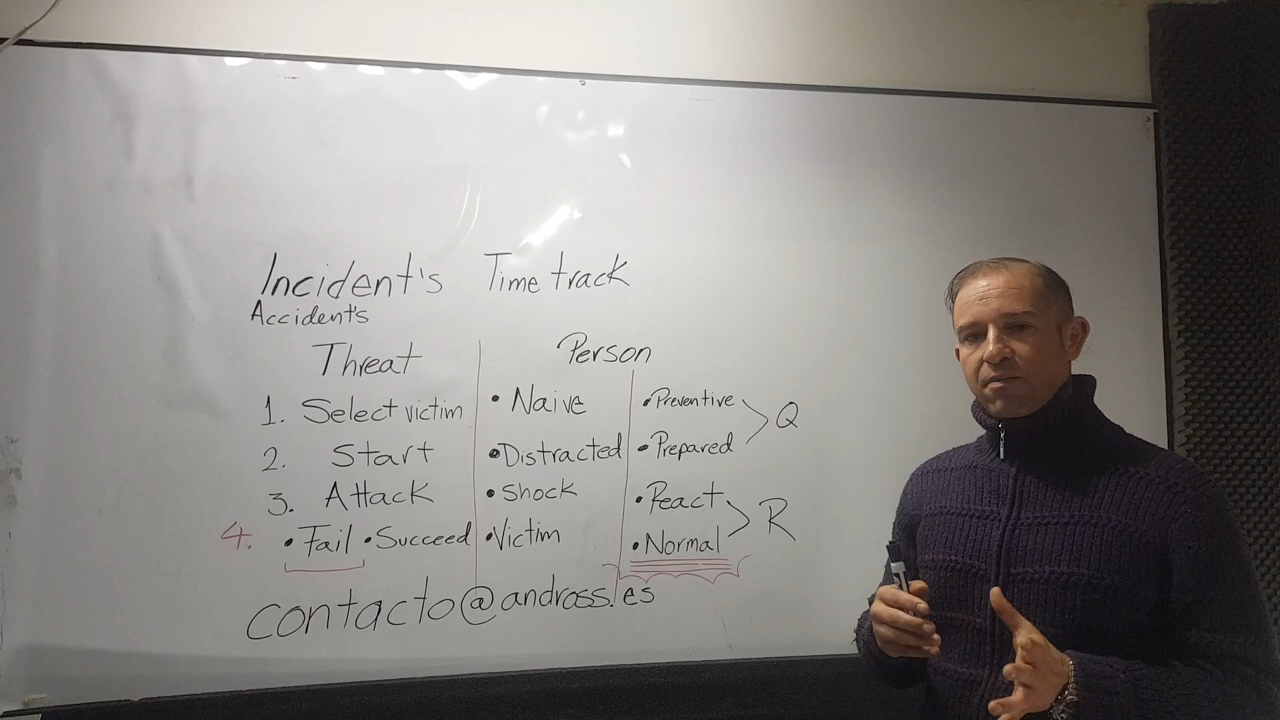 Incident's Time track
Accident's
Threat Person
1. Select victim • Naive • Preventive > Q
2. Start • Distracted • Prepared
3. Attack • Shock • React > R
4. • Fail • Succeed • Victim • Normal
contacto@andross.es